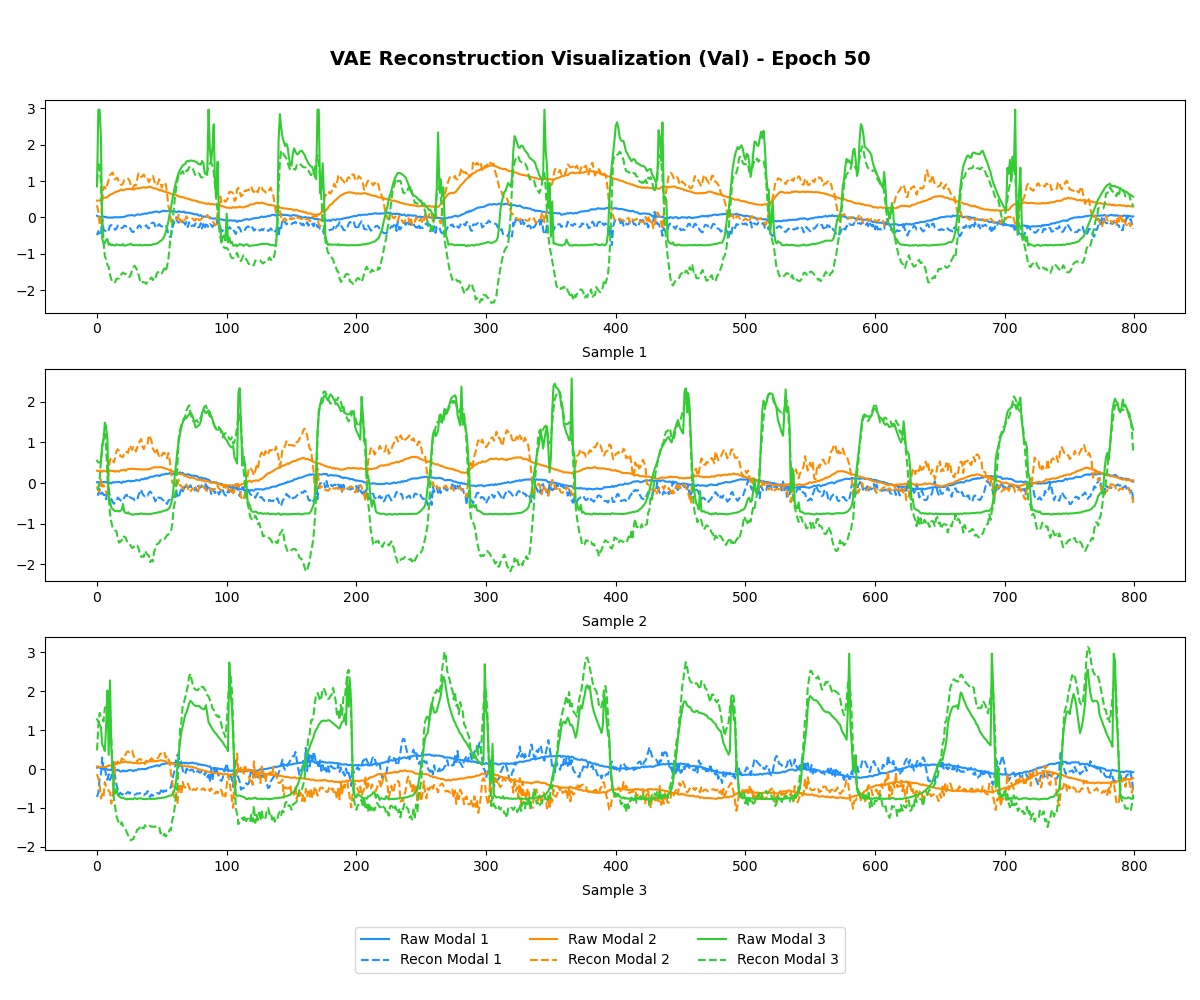 VAE Reconstruction Visualization (Val) - Epoch 50
3
2
1
0
−1
−2
0 100 200 300 400 500 600 700 800
Sample 1
2
1
0
−1
−2
0 100 200 300 400 500 600 700 800
Sample 2
3
2
1
0
−1
−2
0 100 200 300 400 500 600 700 800
Sample 3
Raw Modal 1 Raw Modal 2 Raw Modal 3
Recon Modal 1 Recon Modal 2 Recon Modal 3